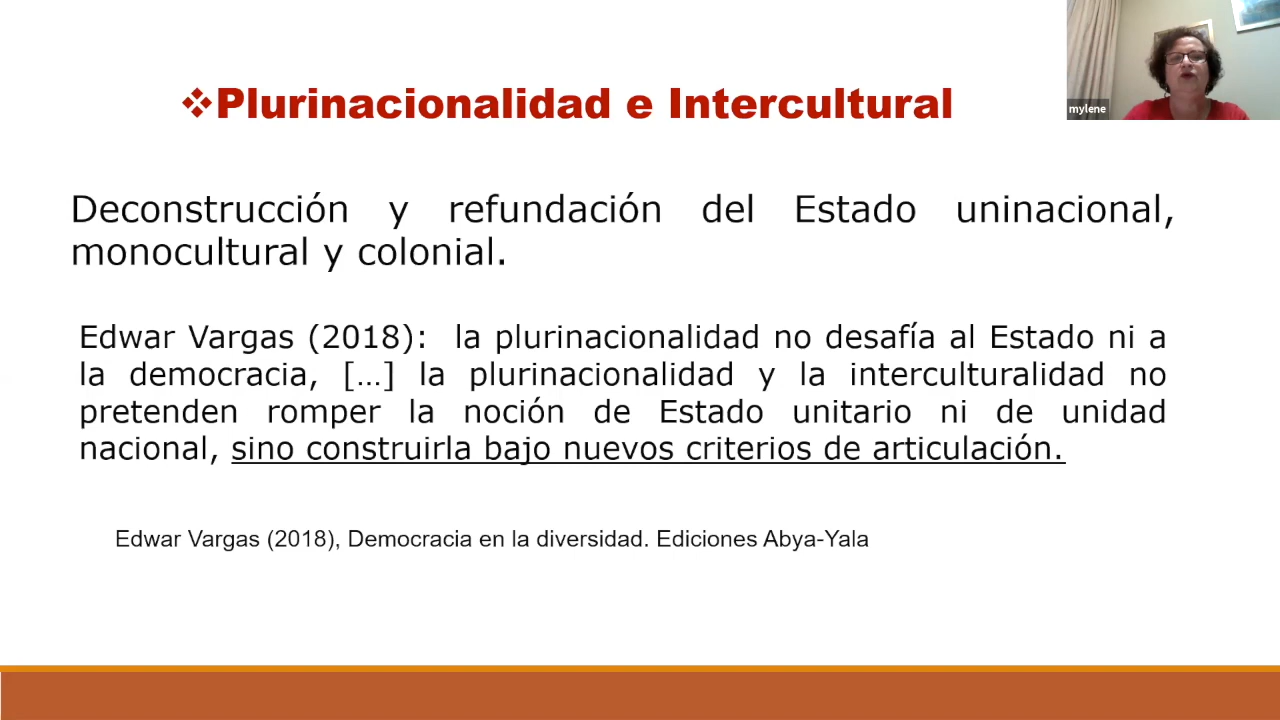 ❖Plurinacionalidad e Intercultural
mylene
Deconstrucción y refundación del Estado uninacional,
monocultural y colonial.
Edwar Vargas (2018): la plurinacionalidad no desafía al Estado ni a
la democracia, […] la plurinacionalidad y la interculturalidad no
pretenden romper la noción de Estado unitario ni de unidad
nacional, sino construirla bajo nuevos criterios de articulación.
Edwar Vargas (2018), Democracia en la diversidad. Ediciones Abya-Yala